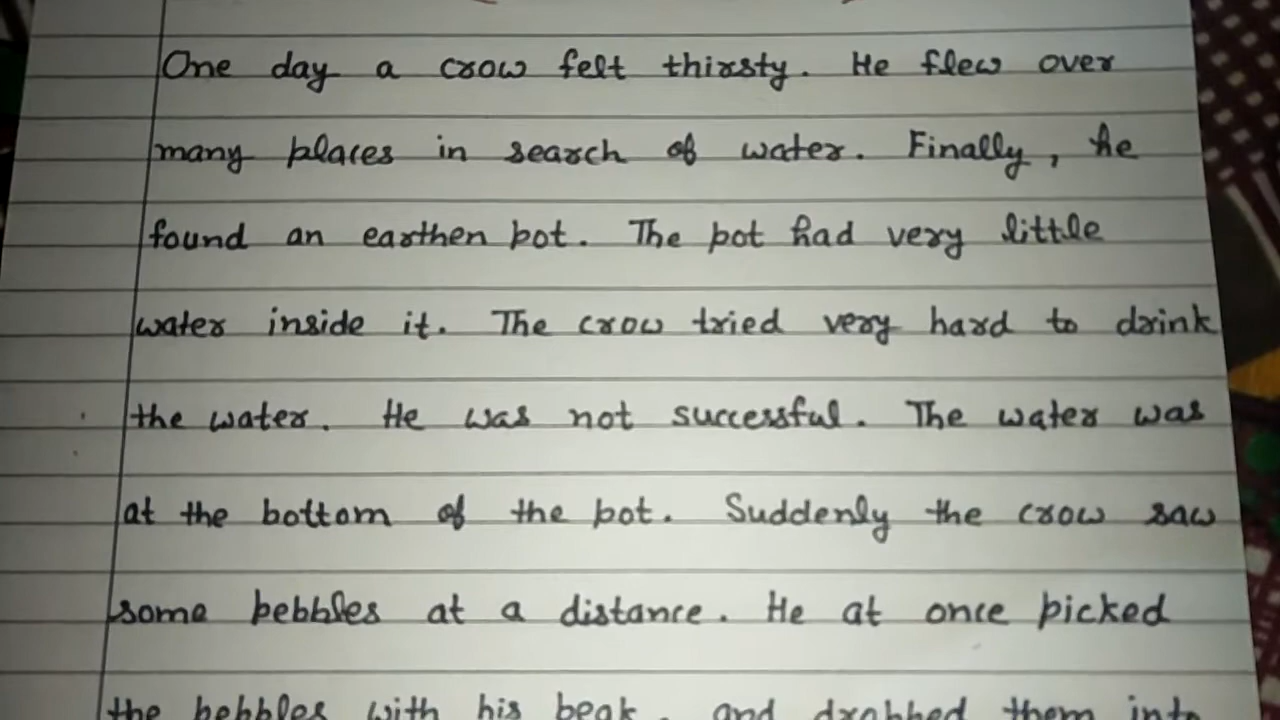 One day a crow felt thirsty. He flew over
many places in search of water. Finally, he
found an earthen pot. The pot had very little
water inside it. The crow tried very hard to drink
the water. He was not successful. The water was
at the bottom of the pot. Suddenly the crow saw
some pebbles at a distance. He at once picked
the pebbles with his beak, and dropped them into